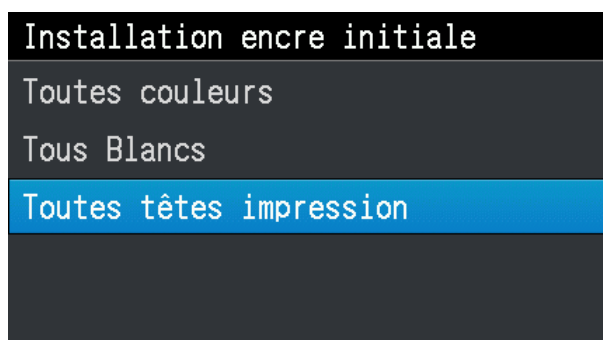 Installation encre initiale
Toutes couleurs
Tous Blancs
Toutes têtes impression